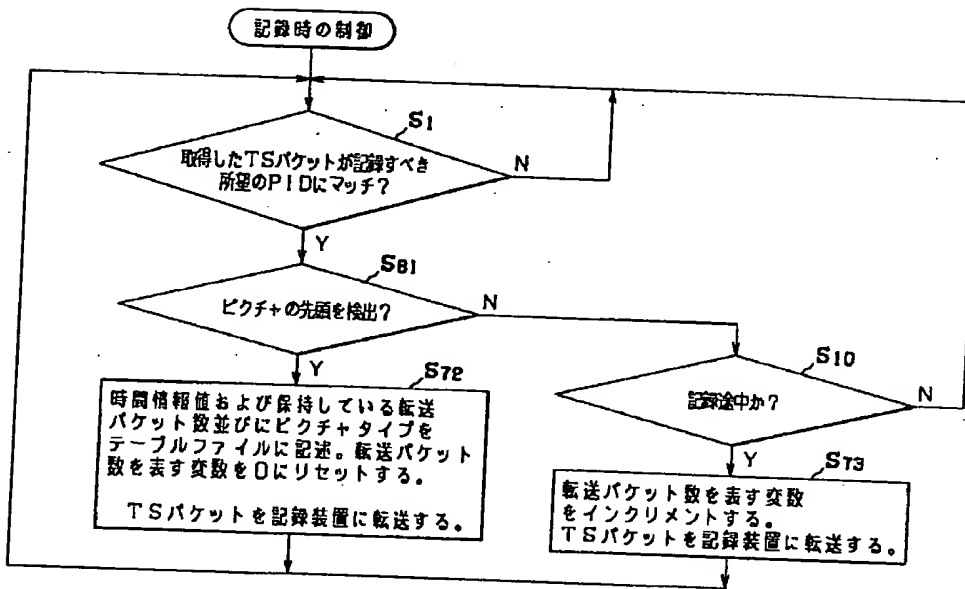 記録時の制御
S1
取得したTSパケットが記録すべき
所望のPIDにマッチ?
N
Y
S81
ピクチャの先頭を検出?
N
Y
S10
記録途中か?
N
Y
S72
時間情報値および保持している転送
パケット数並びにピクチャタイプを
テーブルファイルに記述。転送パケット
数を表す変数を0にリセットする。
TSパケットを記録装置に転送する。
S73
転送パケット数を表す変数
をインクリメントする。
TSパケットを記録装置に転送する。